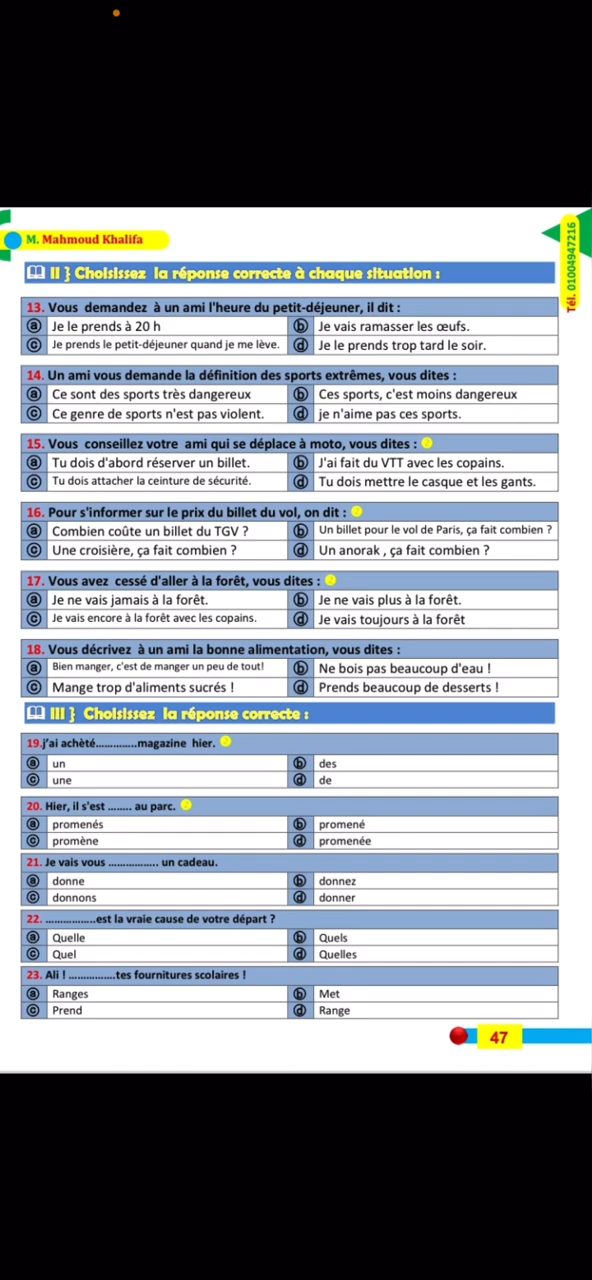 M. Mahmoud Khalifa
Tél. 01004947216
II } Choisissez la réponse correcte à chaque situation :
13. Vous demandez à un ami l'heure du petit-déjeuner, il dit :
a Je le prends à 20 h
b Je vais ramasser les œufs.
c Je prends le petit-déjeuner quand je me lève.
d Je le prends trop tard le soir.
14. Un ami vous demande la définition des sports extrêmes, vous dites :
a Ce sont des sports très dangereux
b Ces sports, c'est moins dangereux
c Ce genre de sports n'est pas violent.
d je n'aime pas ces sports.
15. Vous conseillez votre ami qui se déplace à moto, vous dites :
a Tu dois d'abord réserver un billet.
b J'ai fait du VTT avec les copains.
c Tu dois attacher la ceinture de sécurité.
d Tu dois mettre le casque et les gants.
16. Pour s'informer sur le prix du billet du vol, on dit :
a Combien coûte un billet du TGV ?
b Un billet pour le vol de Paris, ça fait combien ?
c Une croisière, ça fait combien ?
d Un anorak , ça fait combien ?
17. Vous avez cessé d'aller à la forêt, vous dites :
a Je ne vais jamais à la forêt.
b Je ne vais plus à la forêt.
c Je vais encore à la forêt avec les copains.
d Je vais toujours à la forêt
18. Vous décrivez à un ami la bonne alimentation, vous dites :
a Bien manger, c'est de manger un peu de tout!
b Ne bois pas beaucoup d'eau !
c Mange trop d'aliments sucrés !
d Prends beaucoup de desserts !
III } Choisissez la réponse correcte :
19.j'ai achèté..............magazine hier.
a un
b des
c une
d de
20. Hier, il s'est ........ au parc.
a promenés
b promené
c promène
d promenée
21. Je vais vous ................. un cadeau.
a donne
b donnez
c donnons
d donner
22. .................est la vraie cause de votre départ ?
a Quelle
b Quels
c Quel
d Quelles
23. Ali ! ................tes fournitures scolaires !
a Ranges
b Met
c Prend
d Range
47